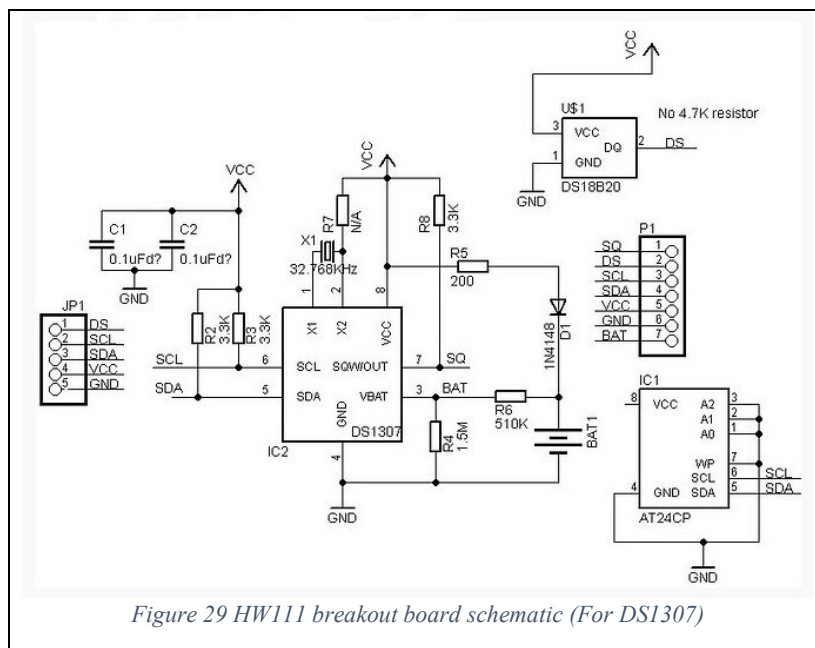 VCC
U$1
No 4.7K resistor
3 VCC
DQ 2 DS
1 GND
DS18B20
GND
VCC
C1
0.1uFd?
C2
0.1uFd?
GND
VCC
R7
N/A
R8
3.3K
X1
32.768KHz
R5
200
1N4148
D1
P1
SQ 1
DS 2
SCL 3
SDA 4
VCC 5
GND 6
BAT 7
JP1
1 DS
2 SCL
3 SDA
4 VCC
5 GND
R2
3.3K
R3
3.3K
SCL 6 SCL
SDA 5 SDA
1 X1
2 X2
8 VCC
SQW/OUT 7 SQ
VBAT 3 BAT
GND 4
DS1307
IC2
R4
1.5M
R6
510K
BAT1
GND
IC1
8 VCC
A2 3
A1 2
A0 1
WP 7
SCL 6 SCL
4 GND
SDA 5 SDA
AT24CP
GND
Figure 29 HW111 breakout board schematic (For DS1307)